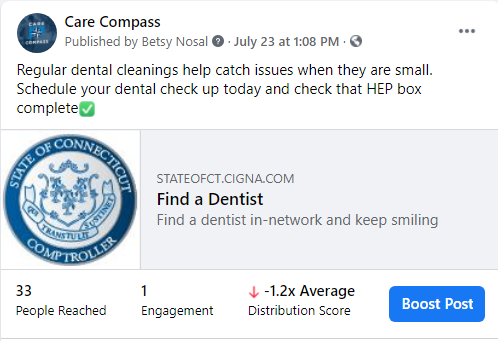 CARE
COMPASS
Care Compass
Published by Betsy Nosal · July 23 at 1:08 PM ·
Regular dental cleanings help catch issues when they are small.
Schedule your dental check up today and check that HEP box
complete✅
STATE OF CONNECTICUT
QUI TRANSTULIT SUSTINET
COMPTROLLER
STATEOFCT.CIGNA.COM
Find a Dentist
Find a dentist in-network and keep smiling
33
People Reached
1
Engagement
-1.2x Average
Distribution Score
Boost Post